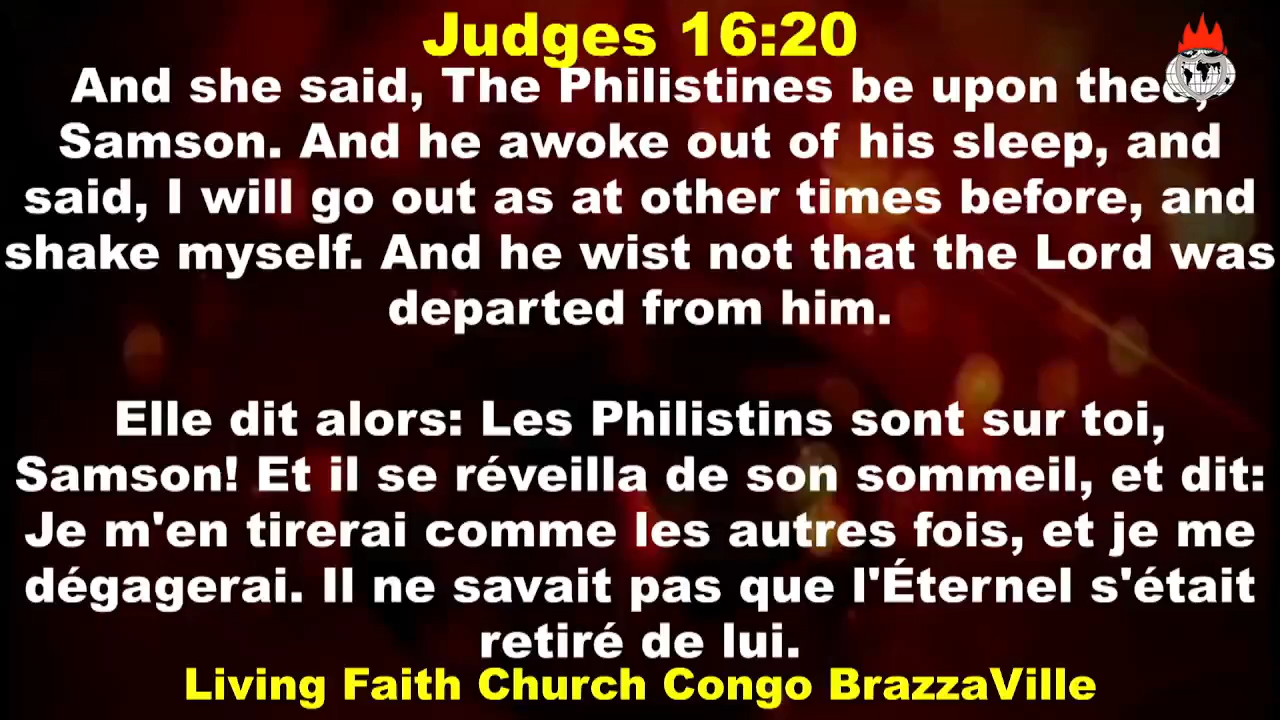 Judges 16:20
And she said, The Philistines be upon thee,
Samson. And he awoke out of his sleep, and
said, I will go out as at other times before, and
shake myself. And he wist not that the Lord was
departed from him.
Elle dit alors: Les Philistins sont sur toi,
Samson! Et il se réveilla de son sommeil, et dit:
Je m'en tirerai comme les autres fois, et je me
dégagerai. Il ne savait pas que l'Éternel s'était
retiré de lui.
Living Faith Church Congo BrazzaVille